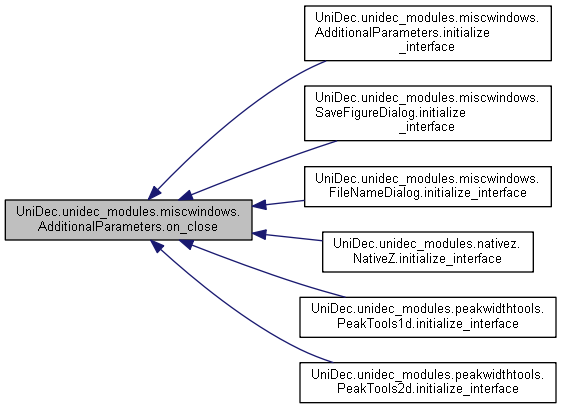 UniDec.unidec_modules.miscwindows.
AdditionalParameters.initialize
_interface
UniDec.unidec_modules.miscwindows.
SaveFigureDialog.initialize
_interface
UniDec.unidec_modules.miscwindows.
FileNameDialog.initialize_interface
UniDec.unidec_modules.miscwindows.
AdditionalParameters.on_close
UniDec.unidec_modules.nativez.
NativeZ.initialize_interface
UniDec.unidec_modules.peakwidthtools.
PeakTools1d.initialize_interface
UniDec.unidec_modules.peakwidthtools.
PeakTools2d.initialize_interface